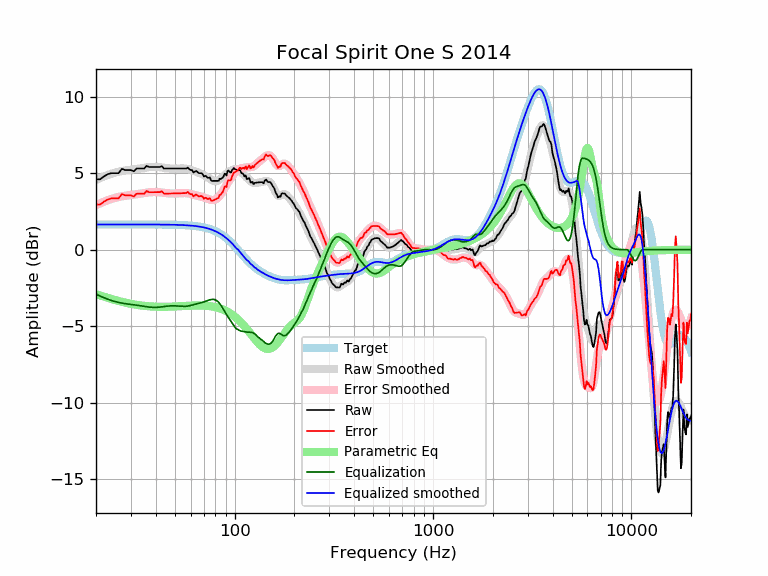 Focal Spirit One S 2014
Amplitude (dBr)
10
5
0
−5
−10
−15
Target
Raw Smoothed
Error Smoothed
Raw
Error
Parametric Eq
Equalization
Equalized smoothed
100
1000
10000
Frequency (Hz)